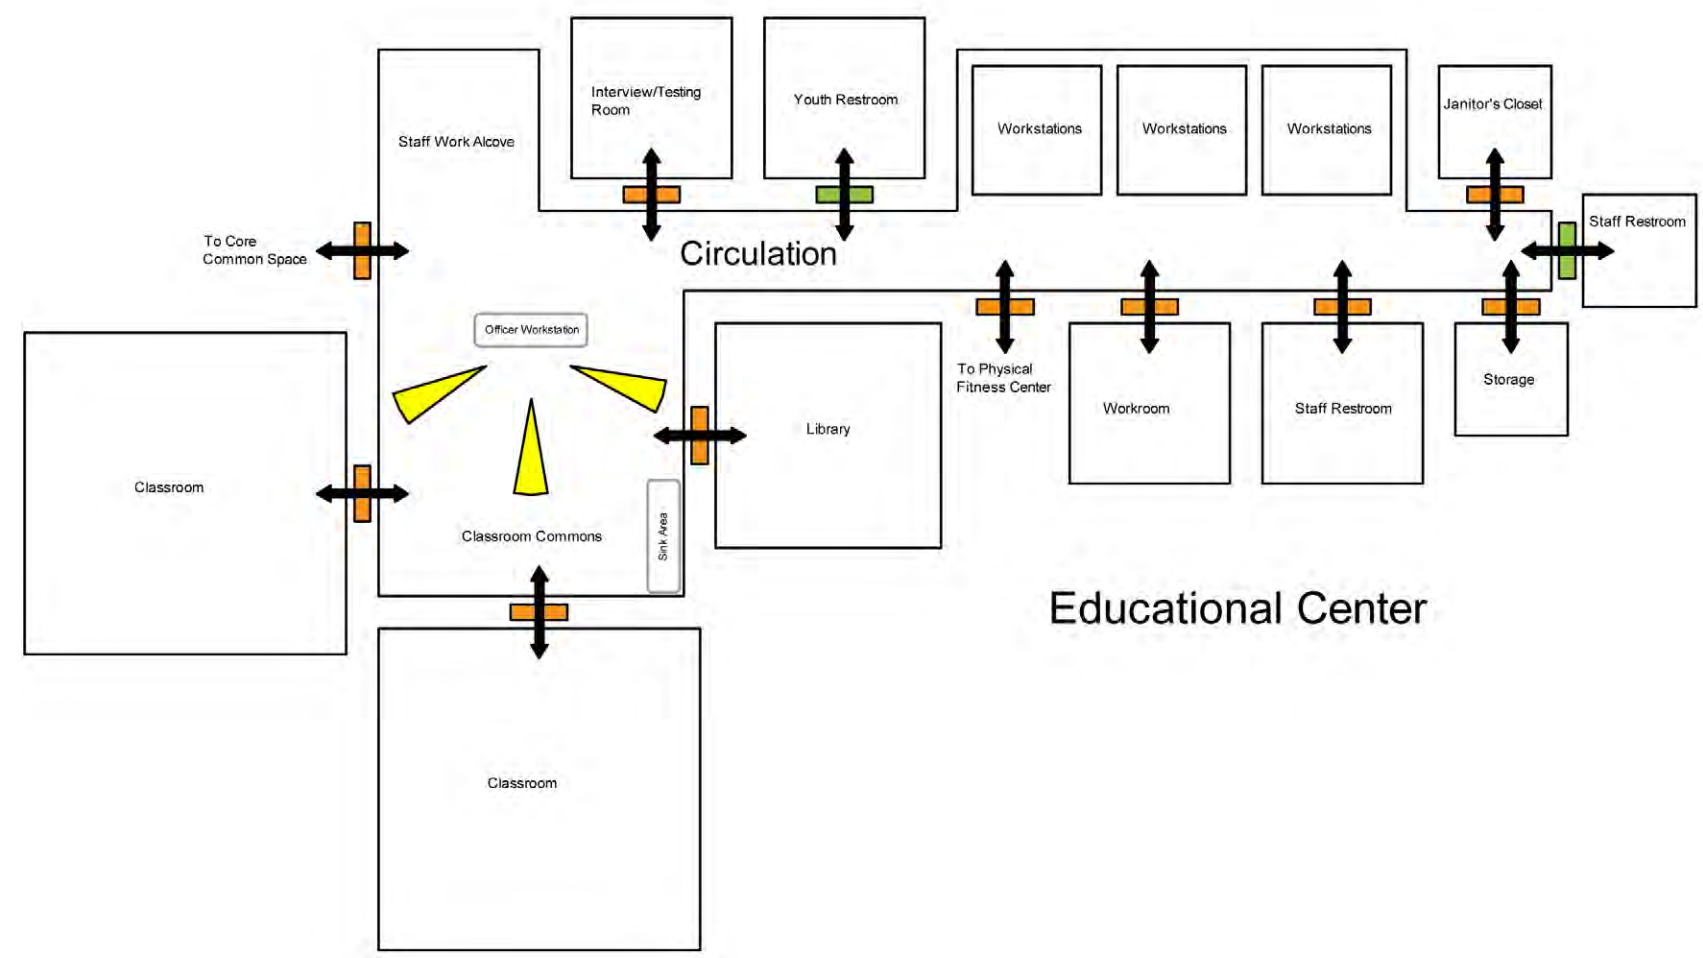 Interview/Testing
Room
Youth Restroom
Staff Work Alcove
Workstations
Workstations
Workstations
Janitor's Closet
Staff Restroom
To Core
Common Space
Circulation
Officer Workstation
To Physical
Fitness Center
Workroom
Staff Restroom
Storage
Library
Classroom
Classroom Commons
Sink Area
Educational Center
Classroom